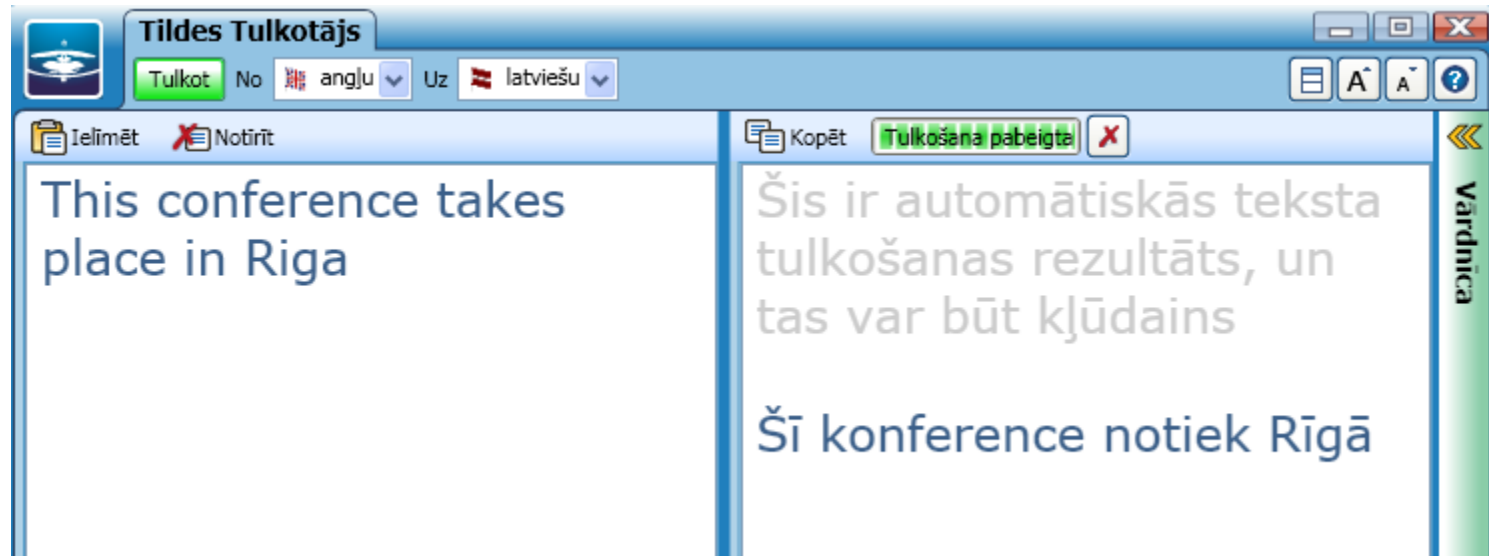 Tildes Tulkotājs
Tulkot No angļu Uz latviešu
A A ?
Ielīmēt Notīrīt
Kopēt Tulkošana pabeigta
This conference takes
place in Riga
Šis ir automātiskās teksta
tulkošanas rezultāts, un
tas var būt kļūdains
Šī konference notiek Rīgā
Vārdnīca